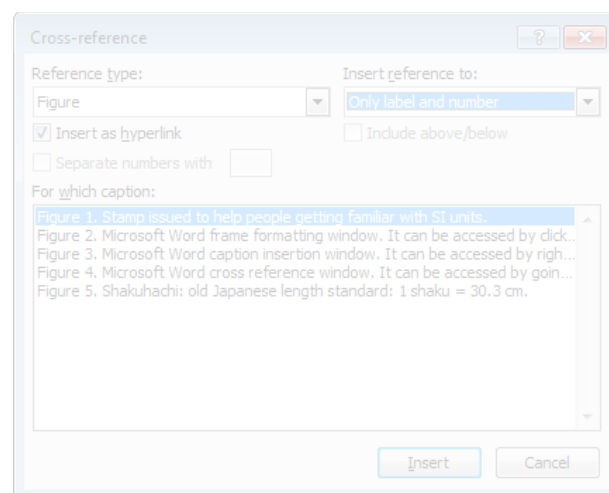 Cross-reference
Reference type:
Insert reference to:
Figure
Only label and number
Insert as hyperlink
Include above/below
Separate numbers with
For which caption:
Figure 1. Stamp issued to help people getting familiar with SI units.
Figure 2. Microsoft Word frame formatting window. It can be accessed by click...
Figure 3. Microsoft Word caption insertion window. It can be accessed by righ...
Figure 4. Microsoft Word cross reference window. It can be accessed by goin...
Figure 5. Shakuhachi: old Japanese length standard: 1 shaku = 30.3 cm.
Insert
Cancel